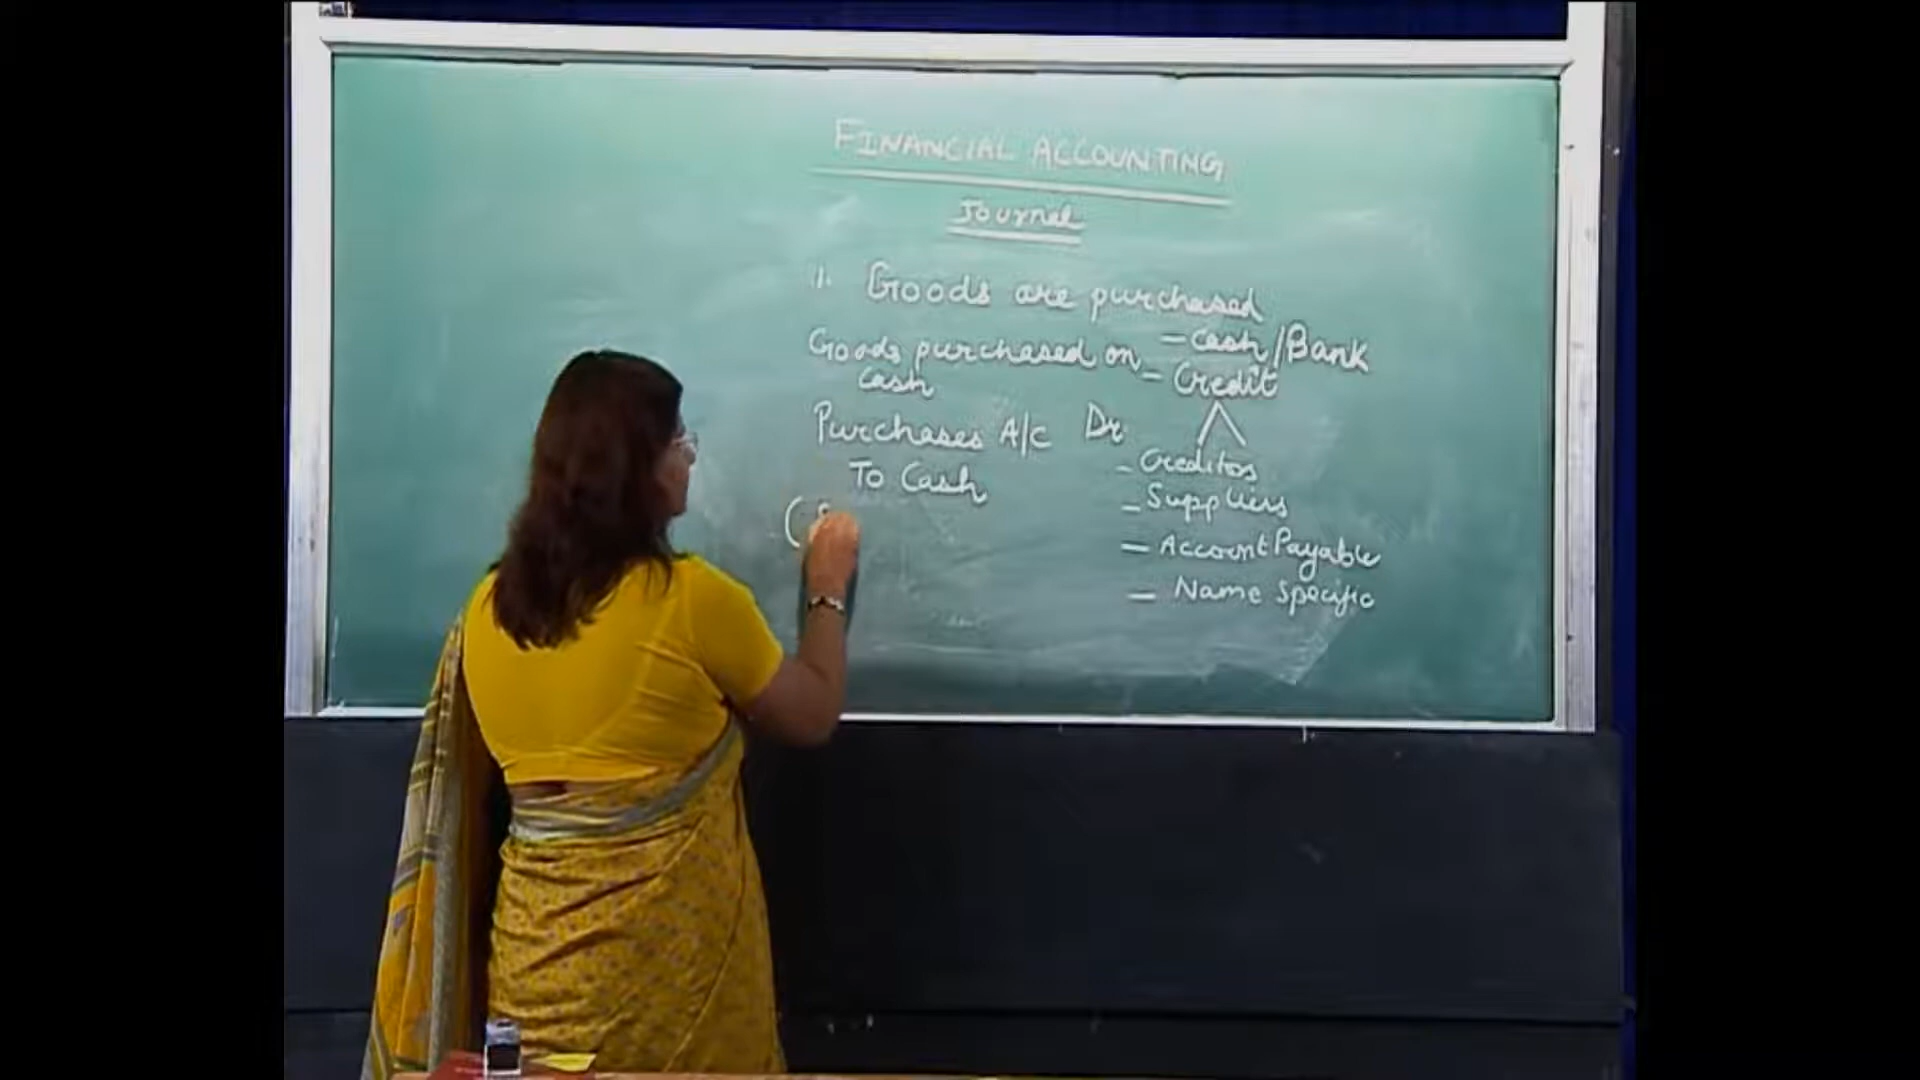 FINANCIAL ACCOUNTING
Journal
1. Goods are purchased
- Cash/Bank
- Credit
Goods purchased on
Cash
Purchases A/c Dr
To Cash
(
- Creditors
- Suppliers
- Account Payable
- Name Specific